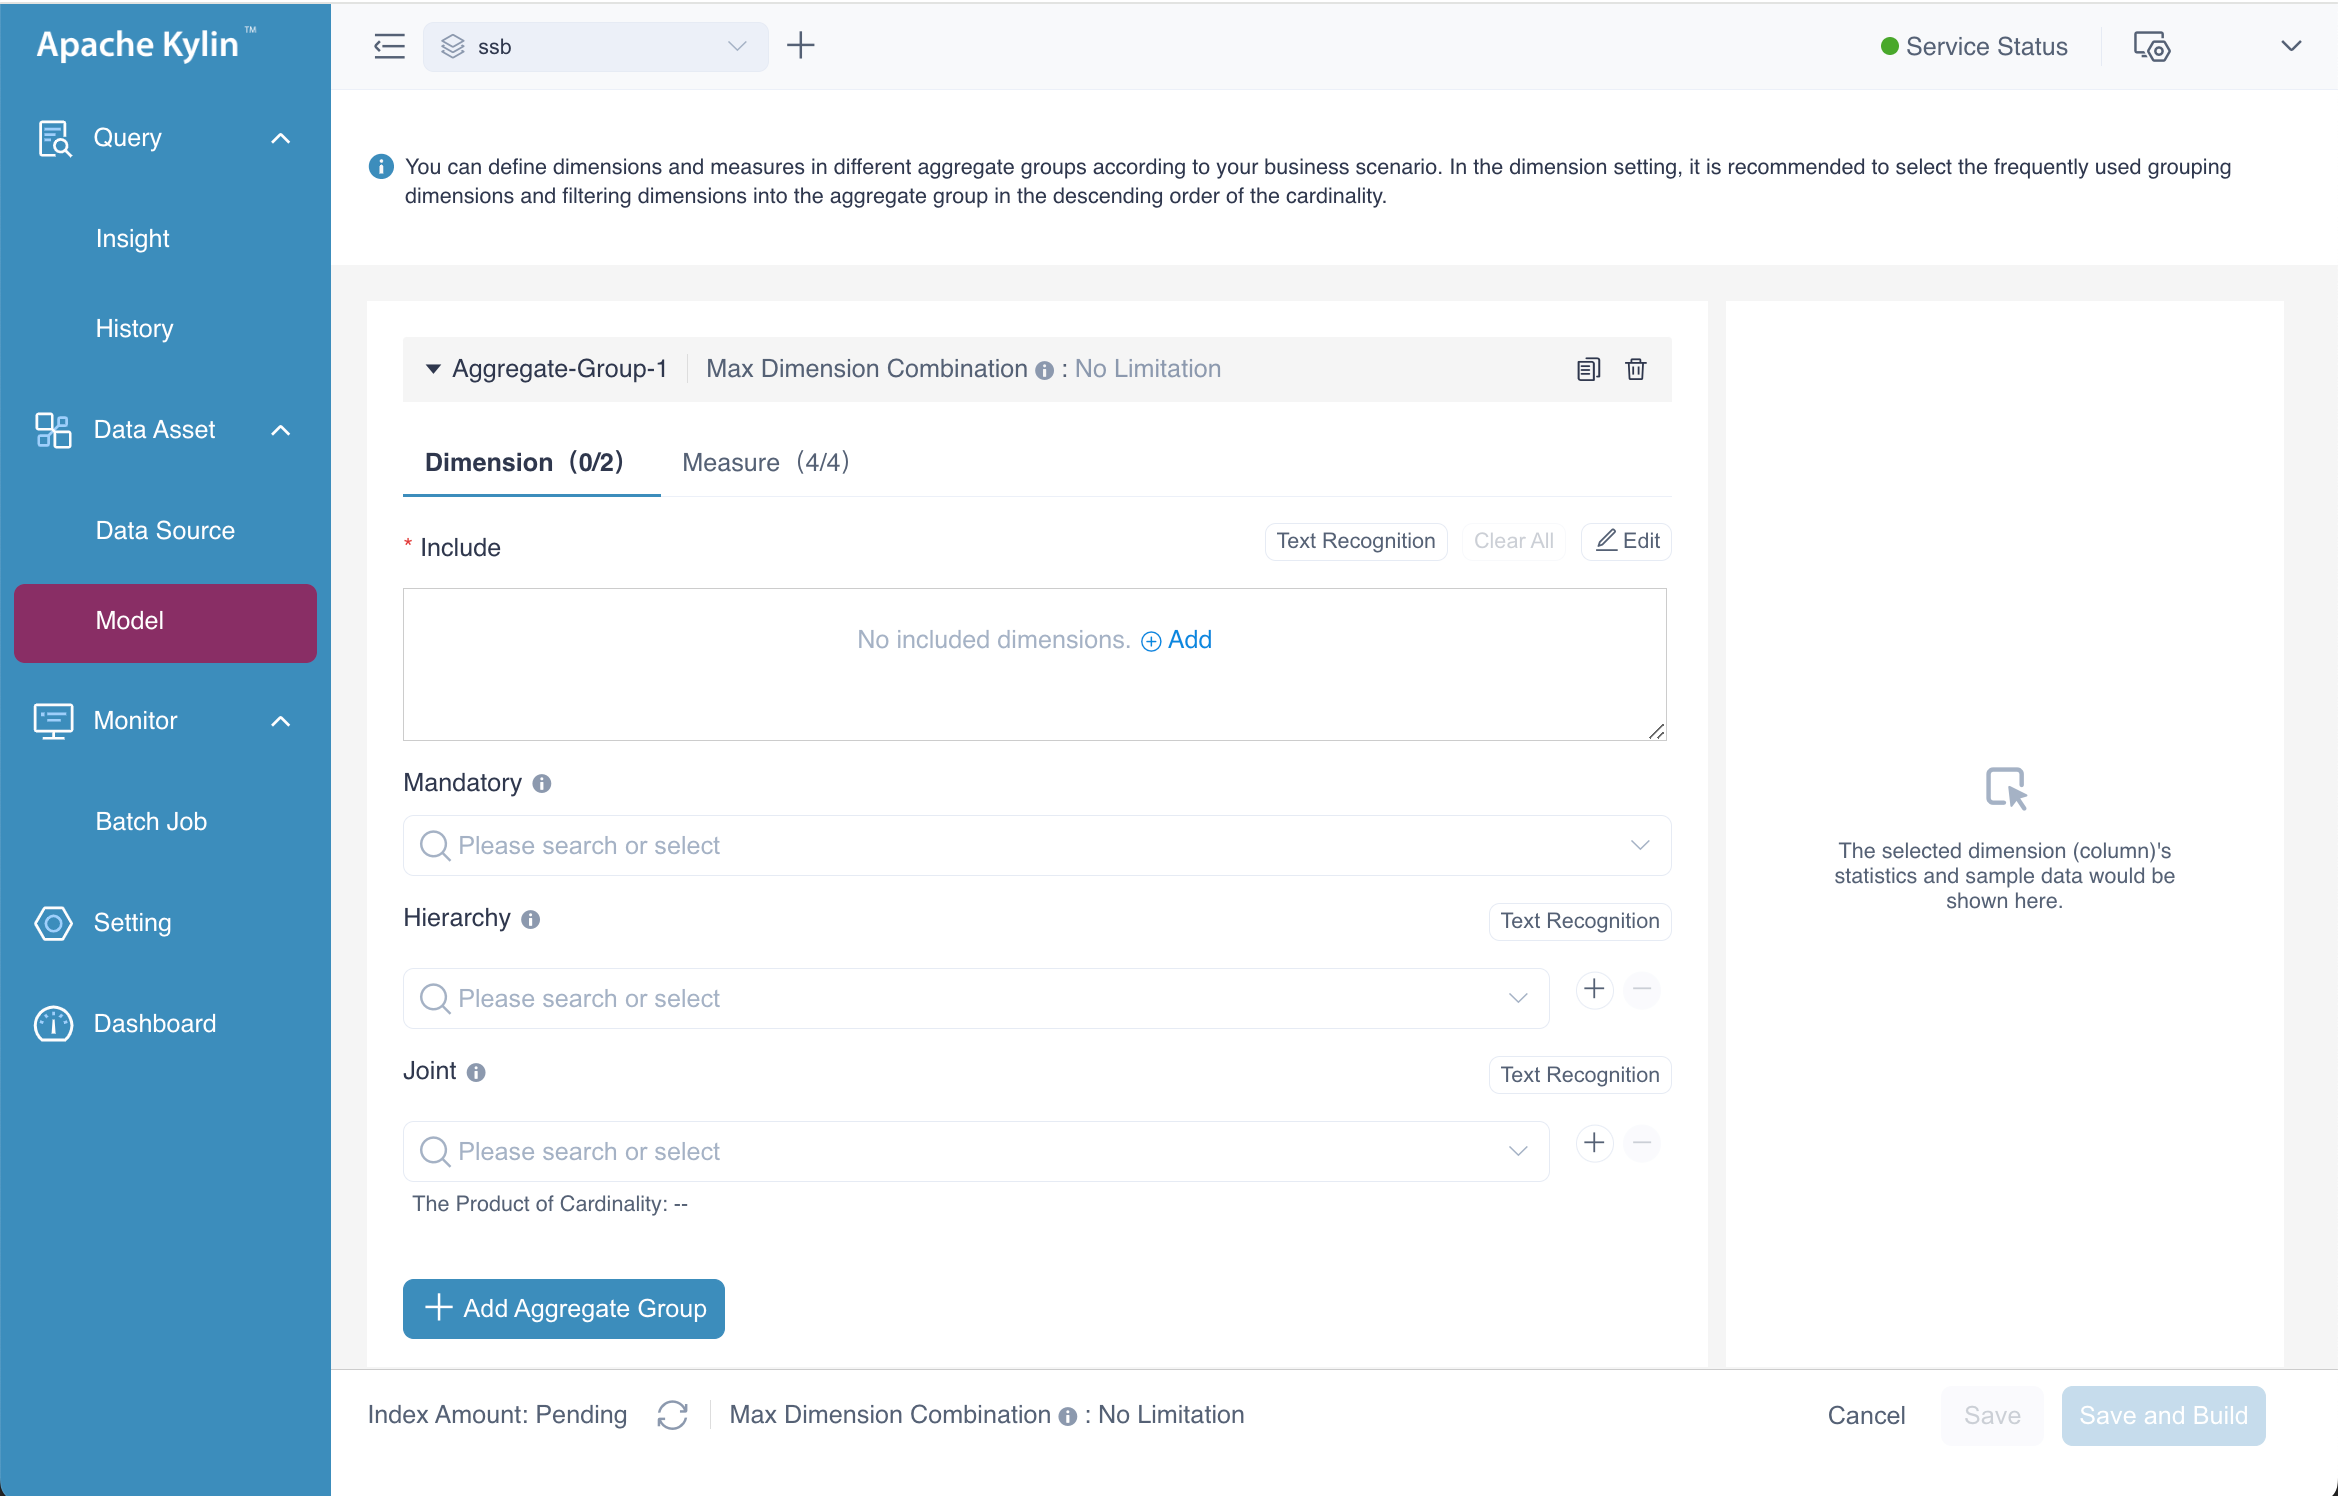 Apache Kylin ™
ssb
Service Status
Query
Insight
History
Data Asset
Data Source
Model
Monitor
Batch Job
Setting
Dashboard
You can define dimensions and measures in different aggregate groups according to your business scenario. In the dimension setting, it is recommended to select the frequently used grouping
dimensions and filtering dimensions into the aggregate group in the descending order of the cardinality.
Aggregate-Group-1 Max Dimension Combination : No Limitation
Dimension (0/2) Measure (4/4)
* Include Text Recognition Clear All Edit
No included dimensions. Add
Mandatory
Please search or select
Hierarchy Text Recognition
Please search or select
Joint Text Recognition
Please search or select
The Product of Cardinality: --
Add Aggregate Group
The selected dimension (column)'s
statistics and sample data would be
shown here.
Index Amount: Pending Max Dimension Combination : No Limitation Cancel Save Save and Build